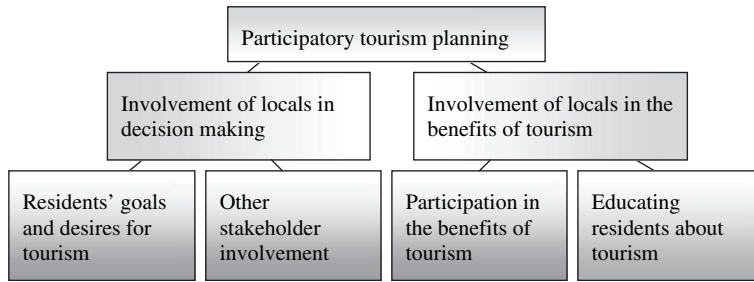 Participatory tourism planning
Involvement of locals in
decision making
Involvement of locals in the
benefits of tourism
Residents’ goals
and desires for
tourism
Other
stakeholder
involvement
Participation in
the benefits of
tourism
Educating
residents about
tourism